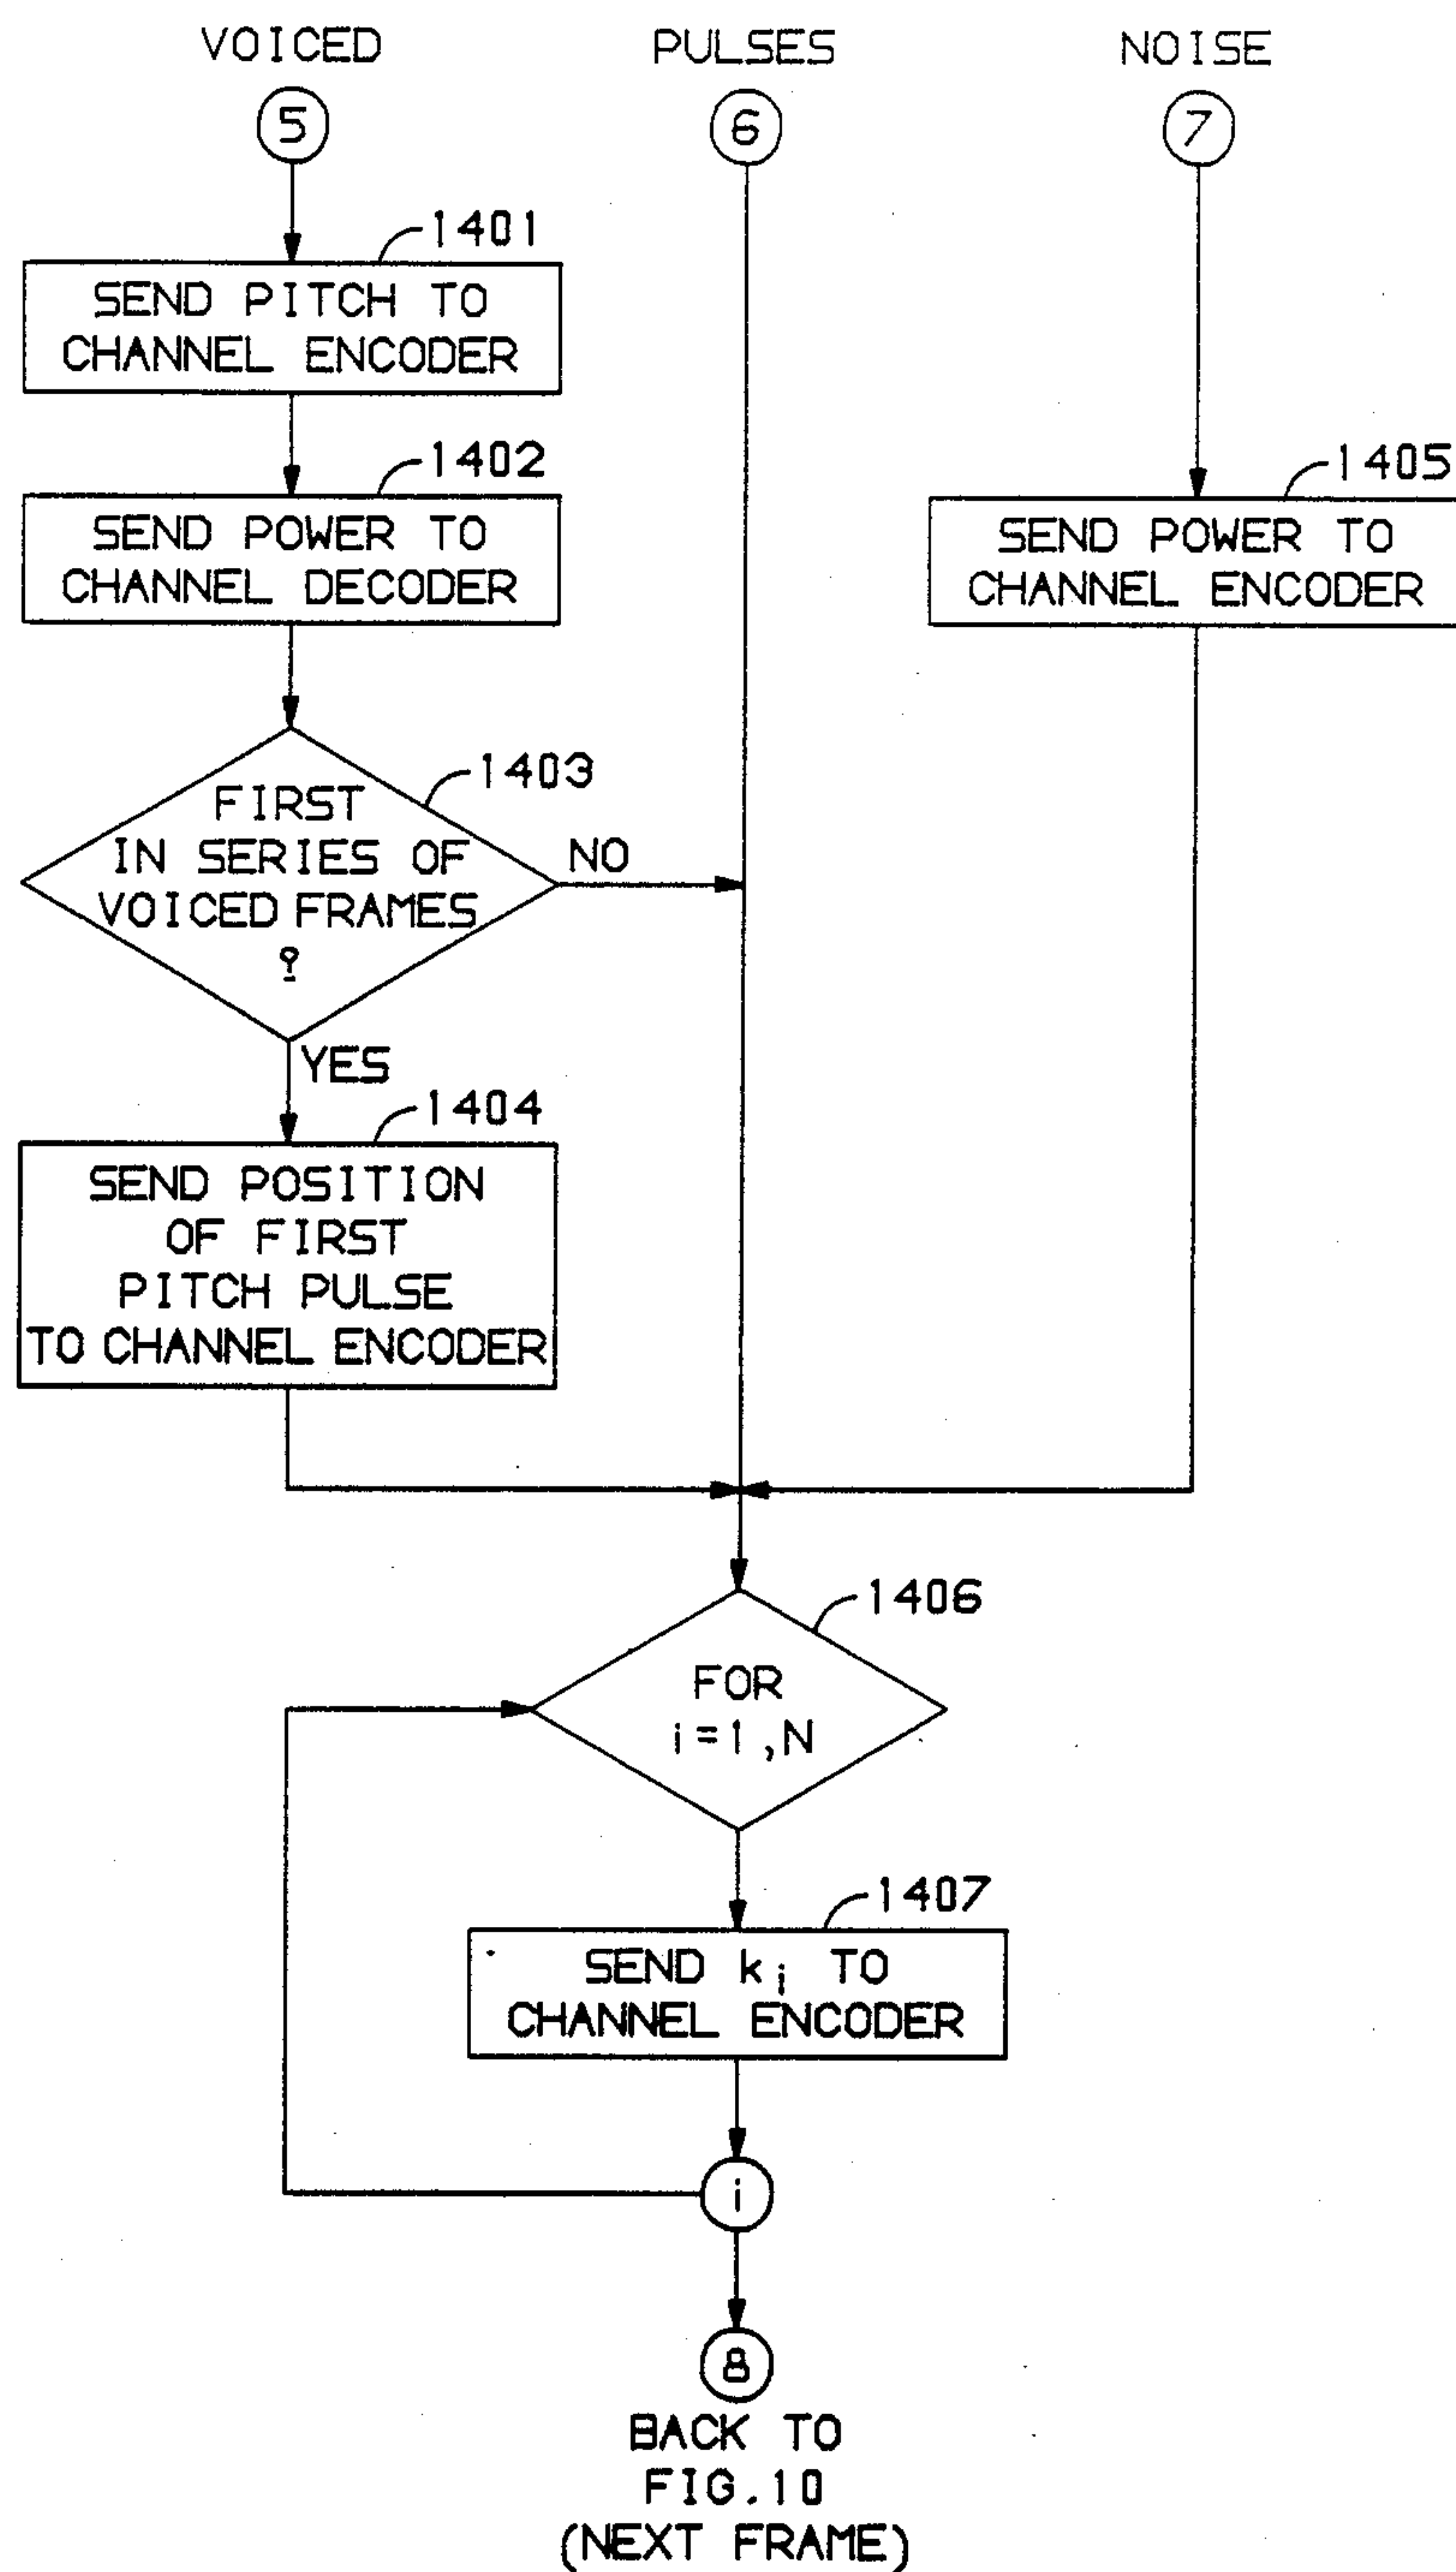 VOICED
PULSES
NOISE
5
6
7
1401
SEND PITCH TO
CHANNEL ENCODER
1402
SEND POWER TO
CHANNEL DECODER
1405
SEND POWER TO
CHANNEL ENCODER
1403
FIRST
IN SERIES OF
VOICED FRAMES
?
NO
YES
1404
SEND POSITION
OF FIRST
PITCH PULSE
TO CHANNEL ENCODER
1406
FOR
i=1,N
1407
SEND ki TO
CHANNEL ENCODER
i
8
BACK TO
FIG.10
(NEXT FRAME)